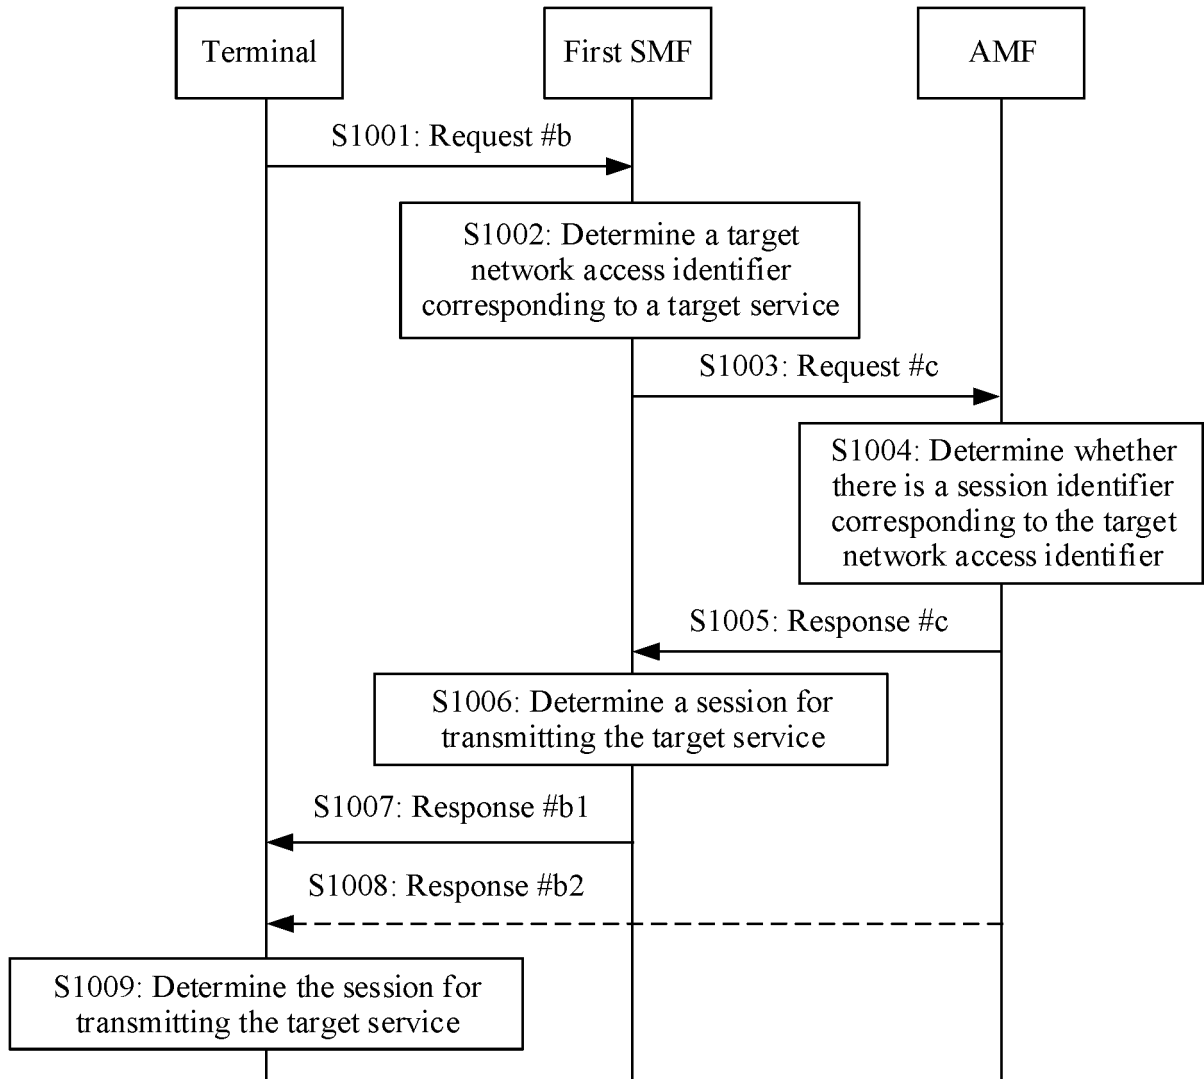 Terminal
First SMF
AMF
S1001: Request #b
S1002: Determine a target
network access identifier
corresponding to a target service
S1003: Request #c
S1004: Determine whether
there is a session identifier
corresponding to the target
network access identifier
S1005: Response #c
S1006: Determine a session for
transmitting the target service
S1007: Response #b1
S1008: Response #b2
S1009: Determine the session for
transmitting the target service